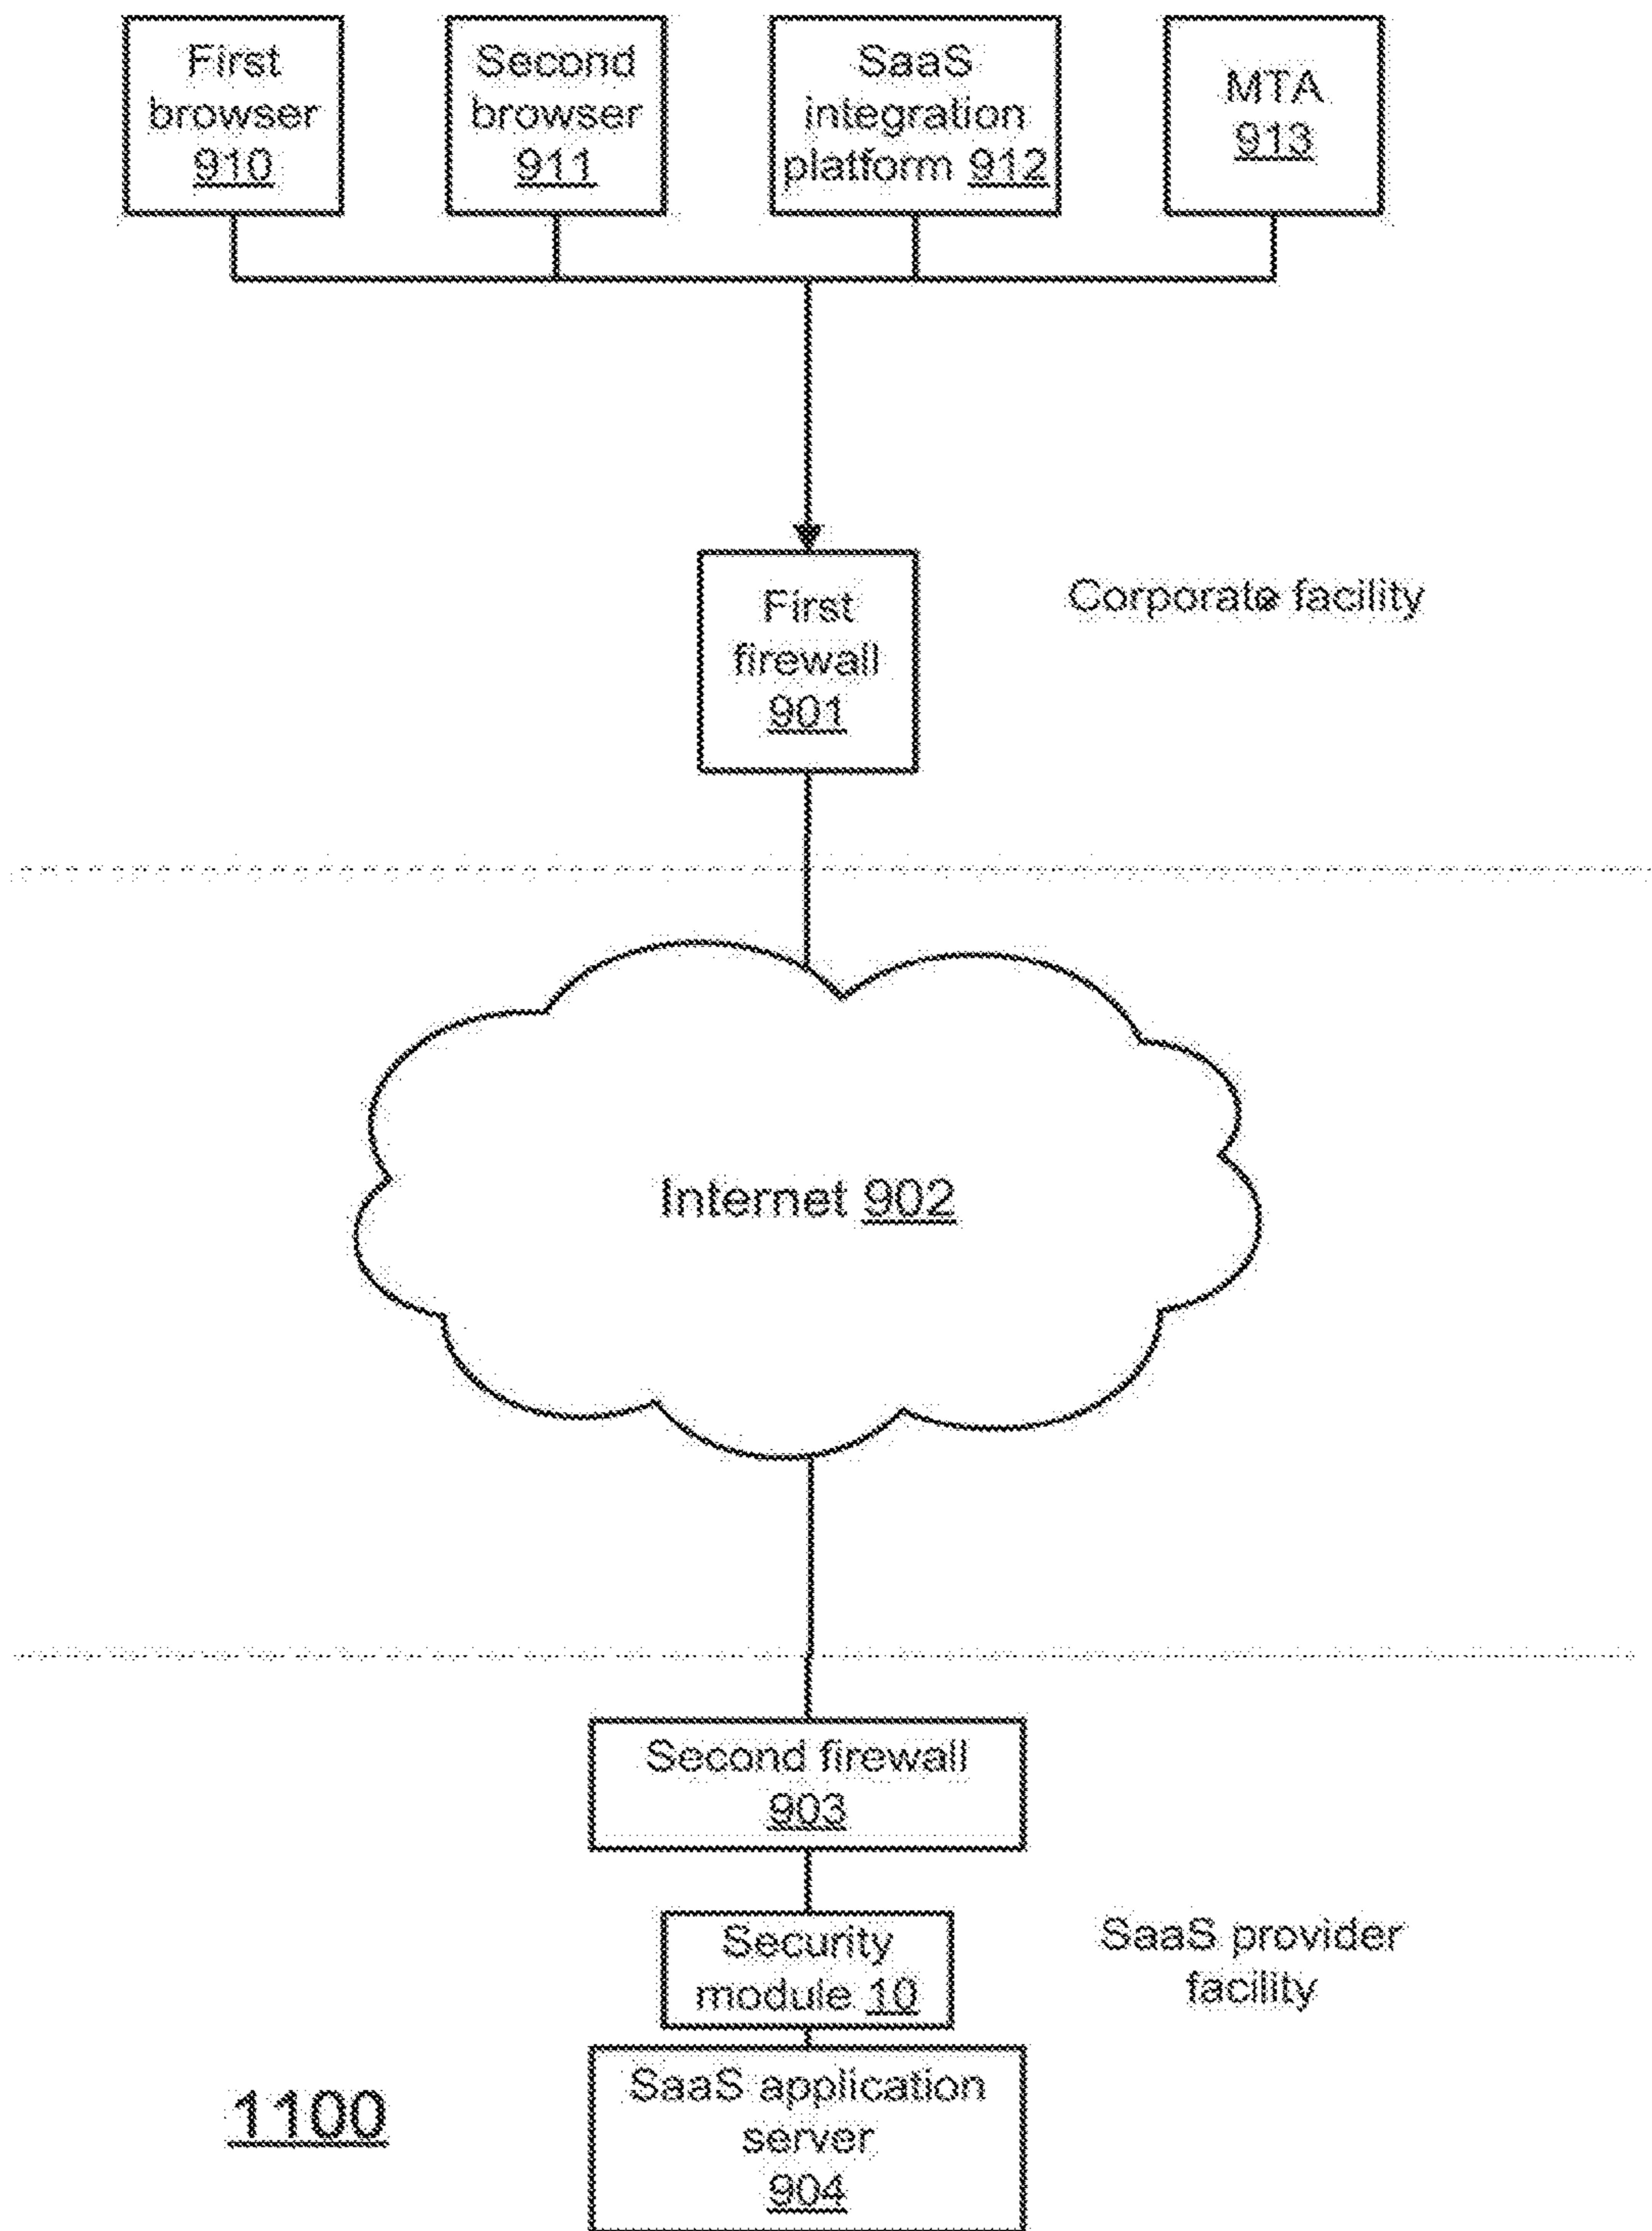 First
browser
910
Second
browser
911
SaaS
integration
platform 912
MTA
913
First
firewall
901
Corporate facility
Internet 902
Second firewall
903
Security
module 10
SaaS provider
facility
SaaS application
server
904
1100